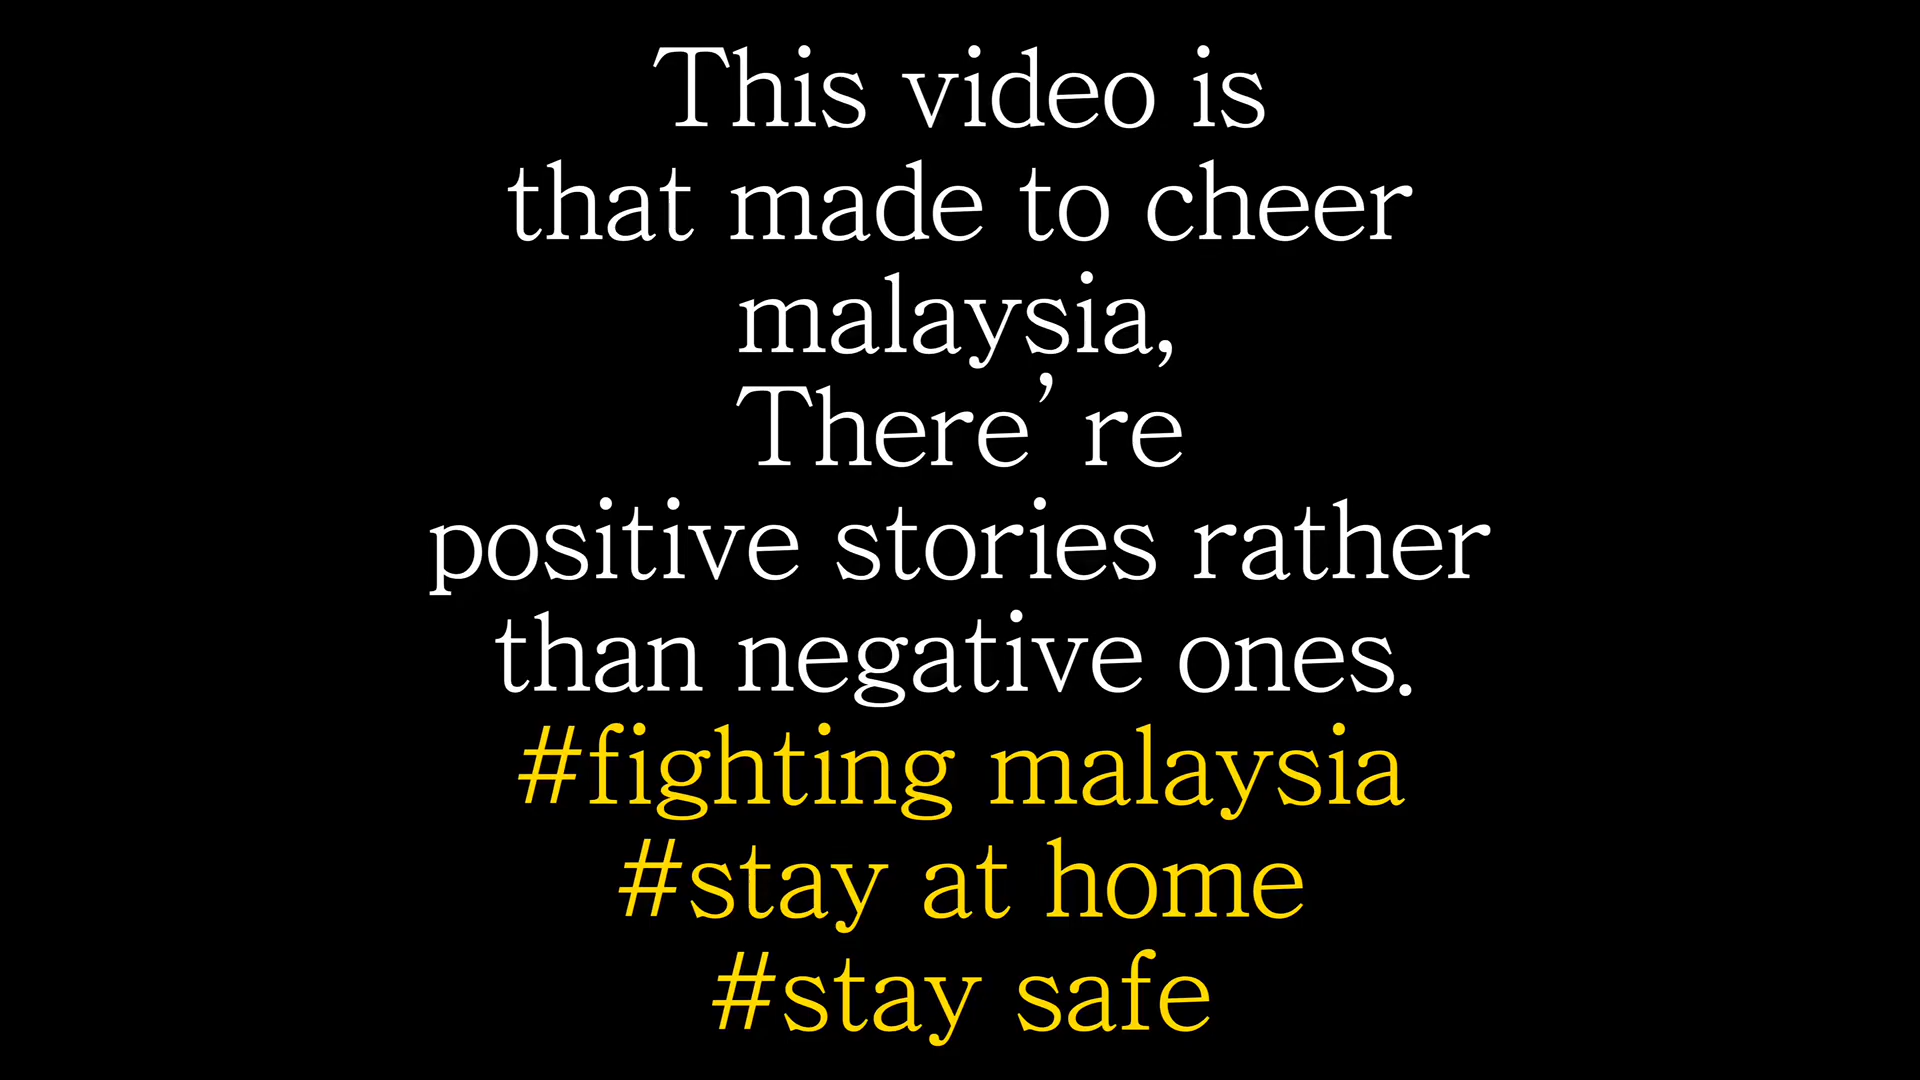 This video is
that made to cheer
malaysia,
There’ re
positive stories rather
than negative ones.
#fighting malaysia
#stay at home
#stay safe